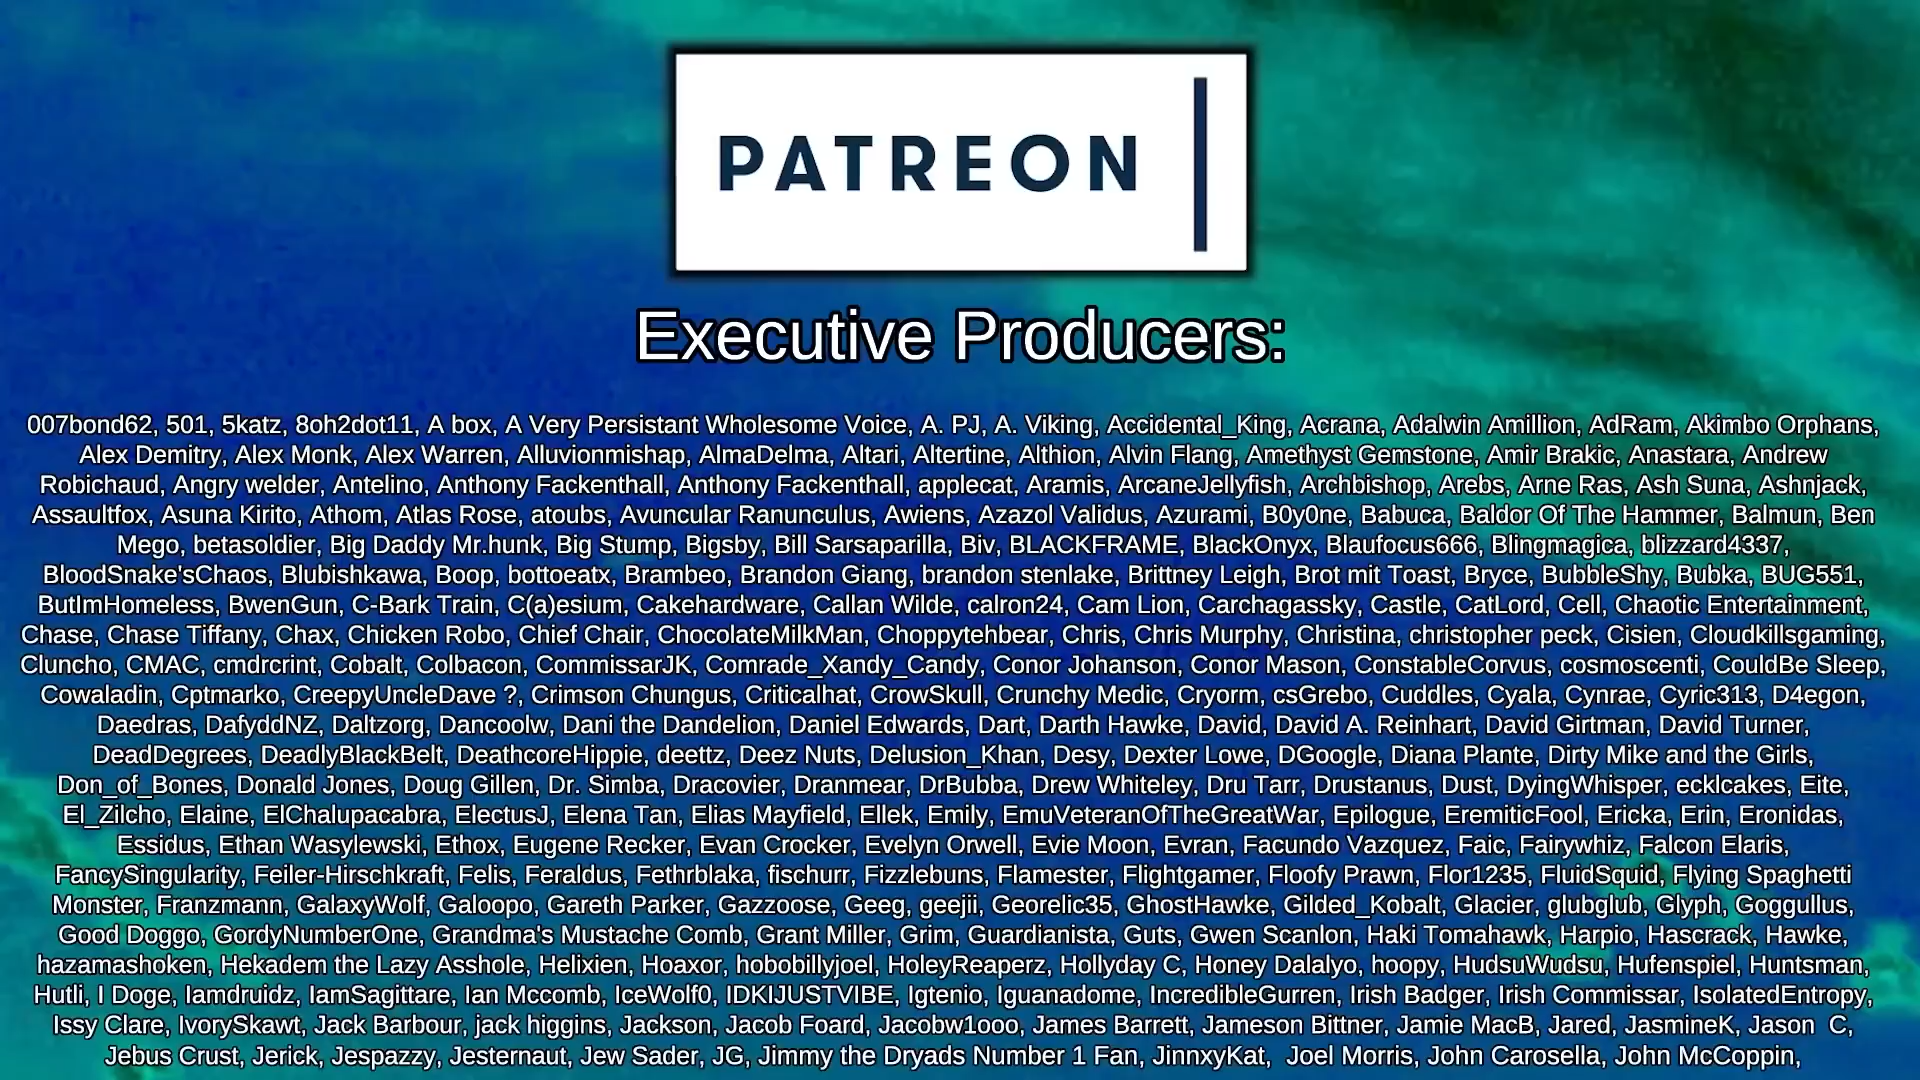 PATREON
Executive Producers:
007bond62, 501, 5katz, 8oh2dot11, A box, A Very Persistant Wholesome Voice, A. PJ, A. Viking, Accidental_King, Acrana, Adalwin Amillion, AdRam, Akimbo Orphans,
Alex Demitry, Alex Monk, Alex Warren, Alluvionmishap, AlmaDelma, Altari, Altertine, Althion, Alvin Flang, Amethyst Gemstone, Amir Brakic, Anastara, Andrew
Robichaud, Angry welder, Antelino, Anthony Fackenthall, Anthony Fackenthall, applecat, Aramis, ArcaneJellyfish, Archbishop, Arebs, Arne Ras, Ash Suna, Ashnjack,
Assaultfox, Asuna Kirito, Athom, Atlas Rose, atoubs, Avuncular Ranunculus, Awiens, Azazol Validus, Azurami, B0y0ne, Babuca, Baldor Of The Hammer, Balmun, Ben
Mego, betasoldier, Big Daddy Mr.hunk, Big Stump, Bigsby, Bill Sarsaparilla, Biv, BLACKFRAME, BlackOnyx, Blaufocus666, Blingmagica, blizzard4337,
BloodSnake'sChaos, Blubishkawa, Boop, bottoeatx, Brambeo, Brandon Giang, brandon stenlake, Brittney Leigh, Brot mit Toast, Bryce, BubbleShy, Bubka, BUG551,
ButImHomeless, BwenGun, C-Bark Train, C(a)esium, Cakehardware, Callan Wilde, calron24, Cam Lion, Carchagassky, Castle, CatLord, Cell, Chaotic Entertainment,
Chase, Chase Tiffany, Chax, Chicken Robo, Chief Chair, ChocolateMilkMan, Choppytehbear, Chris, Chris Murphy, Christina, christopher peck, Cisien, Cloudkillsgaming,
Cluncho, CMAC, cmdrcrint, Cobalt, Colbacon, CommissarJK, Comrade_Xandy_Candy, Conor Johanson, Conor Mason, ConstableCorvus, cosmoscenti, CouldBe Sleep,
Cowaladin, Cptmarko, CreepyUncleDave ?, Crimson Chungus, Criticalhat, CrowSkull, Crunchy Medic, Cryorm, csGrebo, Cuddles, Cyala, Cynrae, Cyric313, D4egon,
Daedras, DafyddNZ, Daltzorg, Dancoolw, Dani the Dandelion, Daniel Edwards, Dart, Darth Hawke, David, David A. Reinhart, David Girtman, David Turner,
DeadDegrees, DeadlyBlackBelt, DeathcoreHippie, deettz, Deez Nuts, Delusion_Khan, Desy, Dexter Lowe, DGoogle, Diana Plante, Dirty Mike and the Girls,
Don_of_Bones, Donald Jones, Doug Gillen, Dr. Simba, Dracovier, Dranmear, DrBubba, Drew Whiteley, Dru Tarr, Drustanus, Dust, DyingWhisper, ecklcakes, Eite,
El_Zilcho, Elaine, ElChalupacabra, ElectusJ, Elena Tan, Elias Mayfield, Ellek, Emily, EmuVeteranOfTheGreatWar, Epilogue, EremiticFool, Ericka, Erin, Eronidas,
Essidus, Ethan Wasylewski, Ethox, Eugene Recker, Evan Crocker, Evelyn Orwell, Evie Moon, Evran, Facundo Vazquez, Faic, Fairywhiz, Falcon Elaris,
FancySingularity, Feiler-Hirschkraft, Felis, Feraldus, Fethrblaka, fischurr, Fizzlebuns, Flamester, Flightgamer, Floofy Prawn, Flor1235, FluidSquid, Flying Spaghetti
Monster, Franzmann, GalaxyWolf, Galoopo, Gareth Parker, Gazzoose, Geeg, geejii, Georelic35, GhostHawke, Gilded_Kobalt, Glacier, glubglub, Glyph, Goggullus,
Good Doggo, GordyNumberOne, Grandma's Mustache Comb, Grant Miller, Grim, Guardianista, Guts, Gwen Scanlon, Haki Tomahawk, Harpio, Hascrack, Hawke,
hazamashoken, Hekadem the Lazy Asshole, Helixien, Hoaxor, hobobillyjoel, HoleyReaperz, Hollyday C, Honey Dalalyo, hoopy, HudsuWudsu, Hufenspiel, Huntsman,
Hutli, I Doge, Iamdruidz, IamSagittare, Ian Mccomb, IceWolf0, IDKIJUSTVIBE, Igtenio, Iguanadome, IncredibleGurren, Irish Badger, Irish Commissar, IsolatedEntropy,
Issy Clare, IvorySkawt, Jack Barbour, jack higgins, Jackson, Jacob Foard, Jacobw1ooo, James Barrett, Jameson Bittner, Jamie MacB, Jared, JasmineK, Jason  C,
Jebus Crust, Jerick, Jespazzy, Jesternaut, Jew Sader, JG, Jimmy the Dryads Number 1 Fan, JinnxyKat,  Joel Morris, John Carosella, John McCoppin,